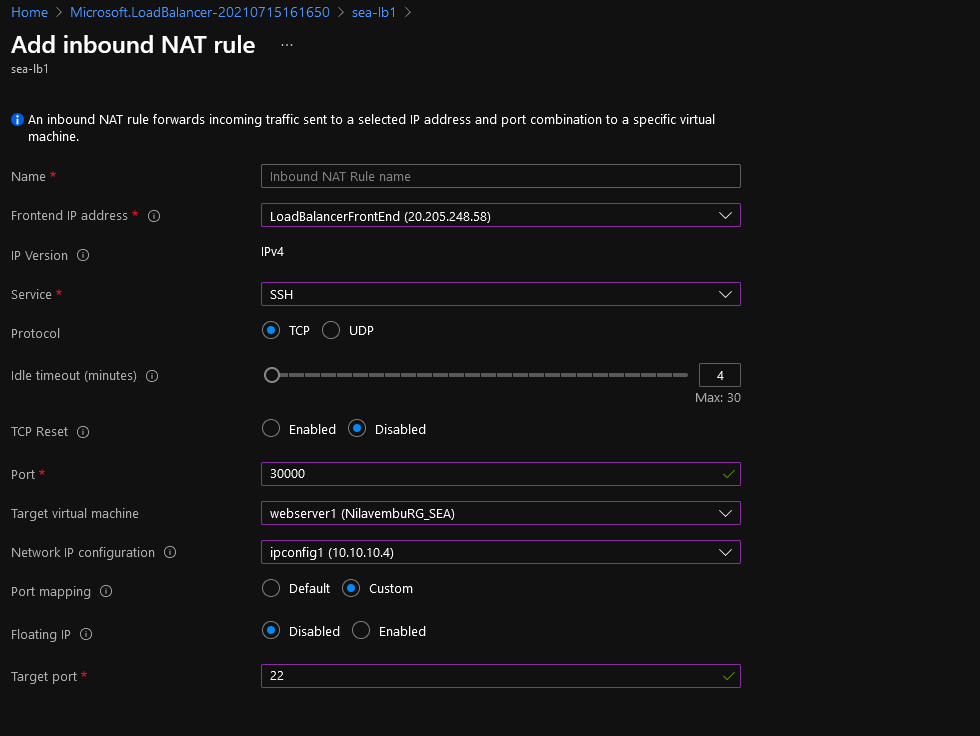 Home > Microsoft.LoadBalancer-20210715161650 > sea-lb1 >
Add inbound NAT rule ...
sea-lb1
An inbound NAT rule forwards incoming traffic sent to a selected IP address and port combination to a specific virtual
machine.
Name * Inbound NAT Rule name
Frontend IP address * LoadBalancerFrontEnd (20.205.248.58)
IP Version IPv4
Service * SSH
Protocol TCP UDP
Idle timeout (minutes) 4
Max: 30
TCP Reset Enabled Disabled
Port * 30000
Target virtual machine webserver1 (NilavembuRG_SEA)
Network IP configuration ipconfig1 (10.10.10.4)
Port mapping Default Custom
Floating IP Disabled Enabled
Target port * 22